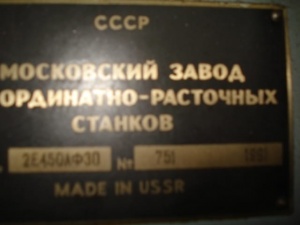 СССР
МОСКОВСКИЙ ЗАВОД
ОРДИНАТНО-РАСТОЧНЫХ
СТАНКОВ
2Е450АФ30 № 751
MADE IN USSR